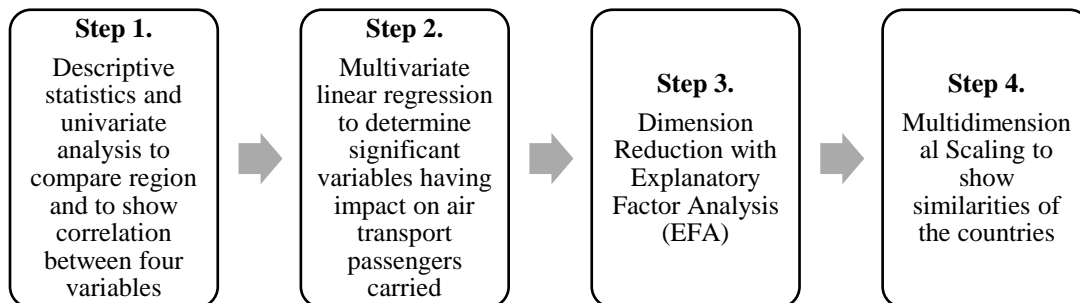 Step 1.
Descriptive
statistics and
univariate
analysis to
compare region
and to show
correlation
between four
variables
Step 2.
Multivariate
linear regression
to determine
significant
variables having
impact on air
transport
passengers
carried
Step 3.
Dimension
Reduction with
Explanatory
Factor Analysis
(EFA)
Step 4.
Multidimension
al Scaling to
show
similarities of
the countries